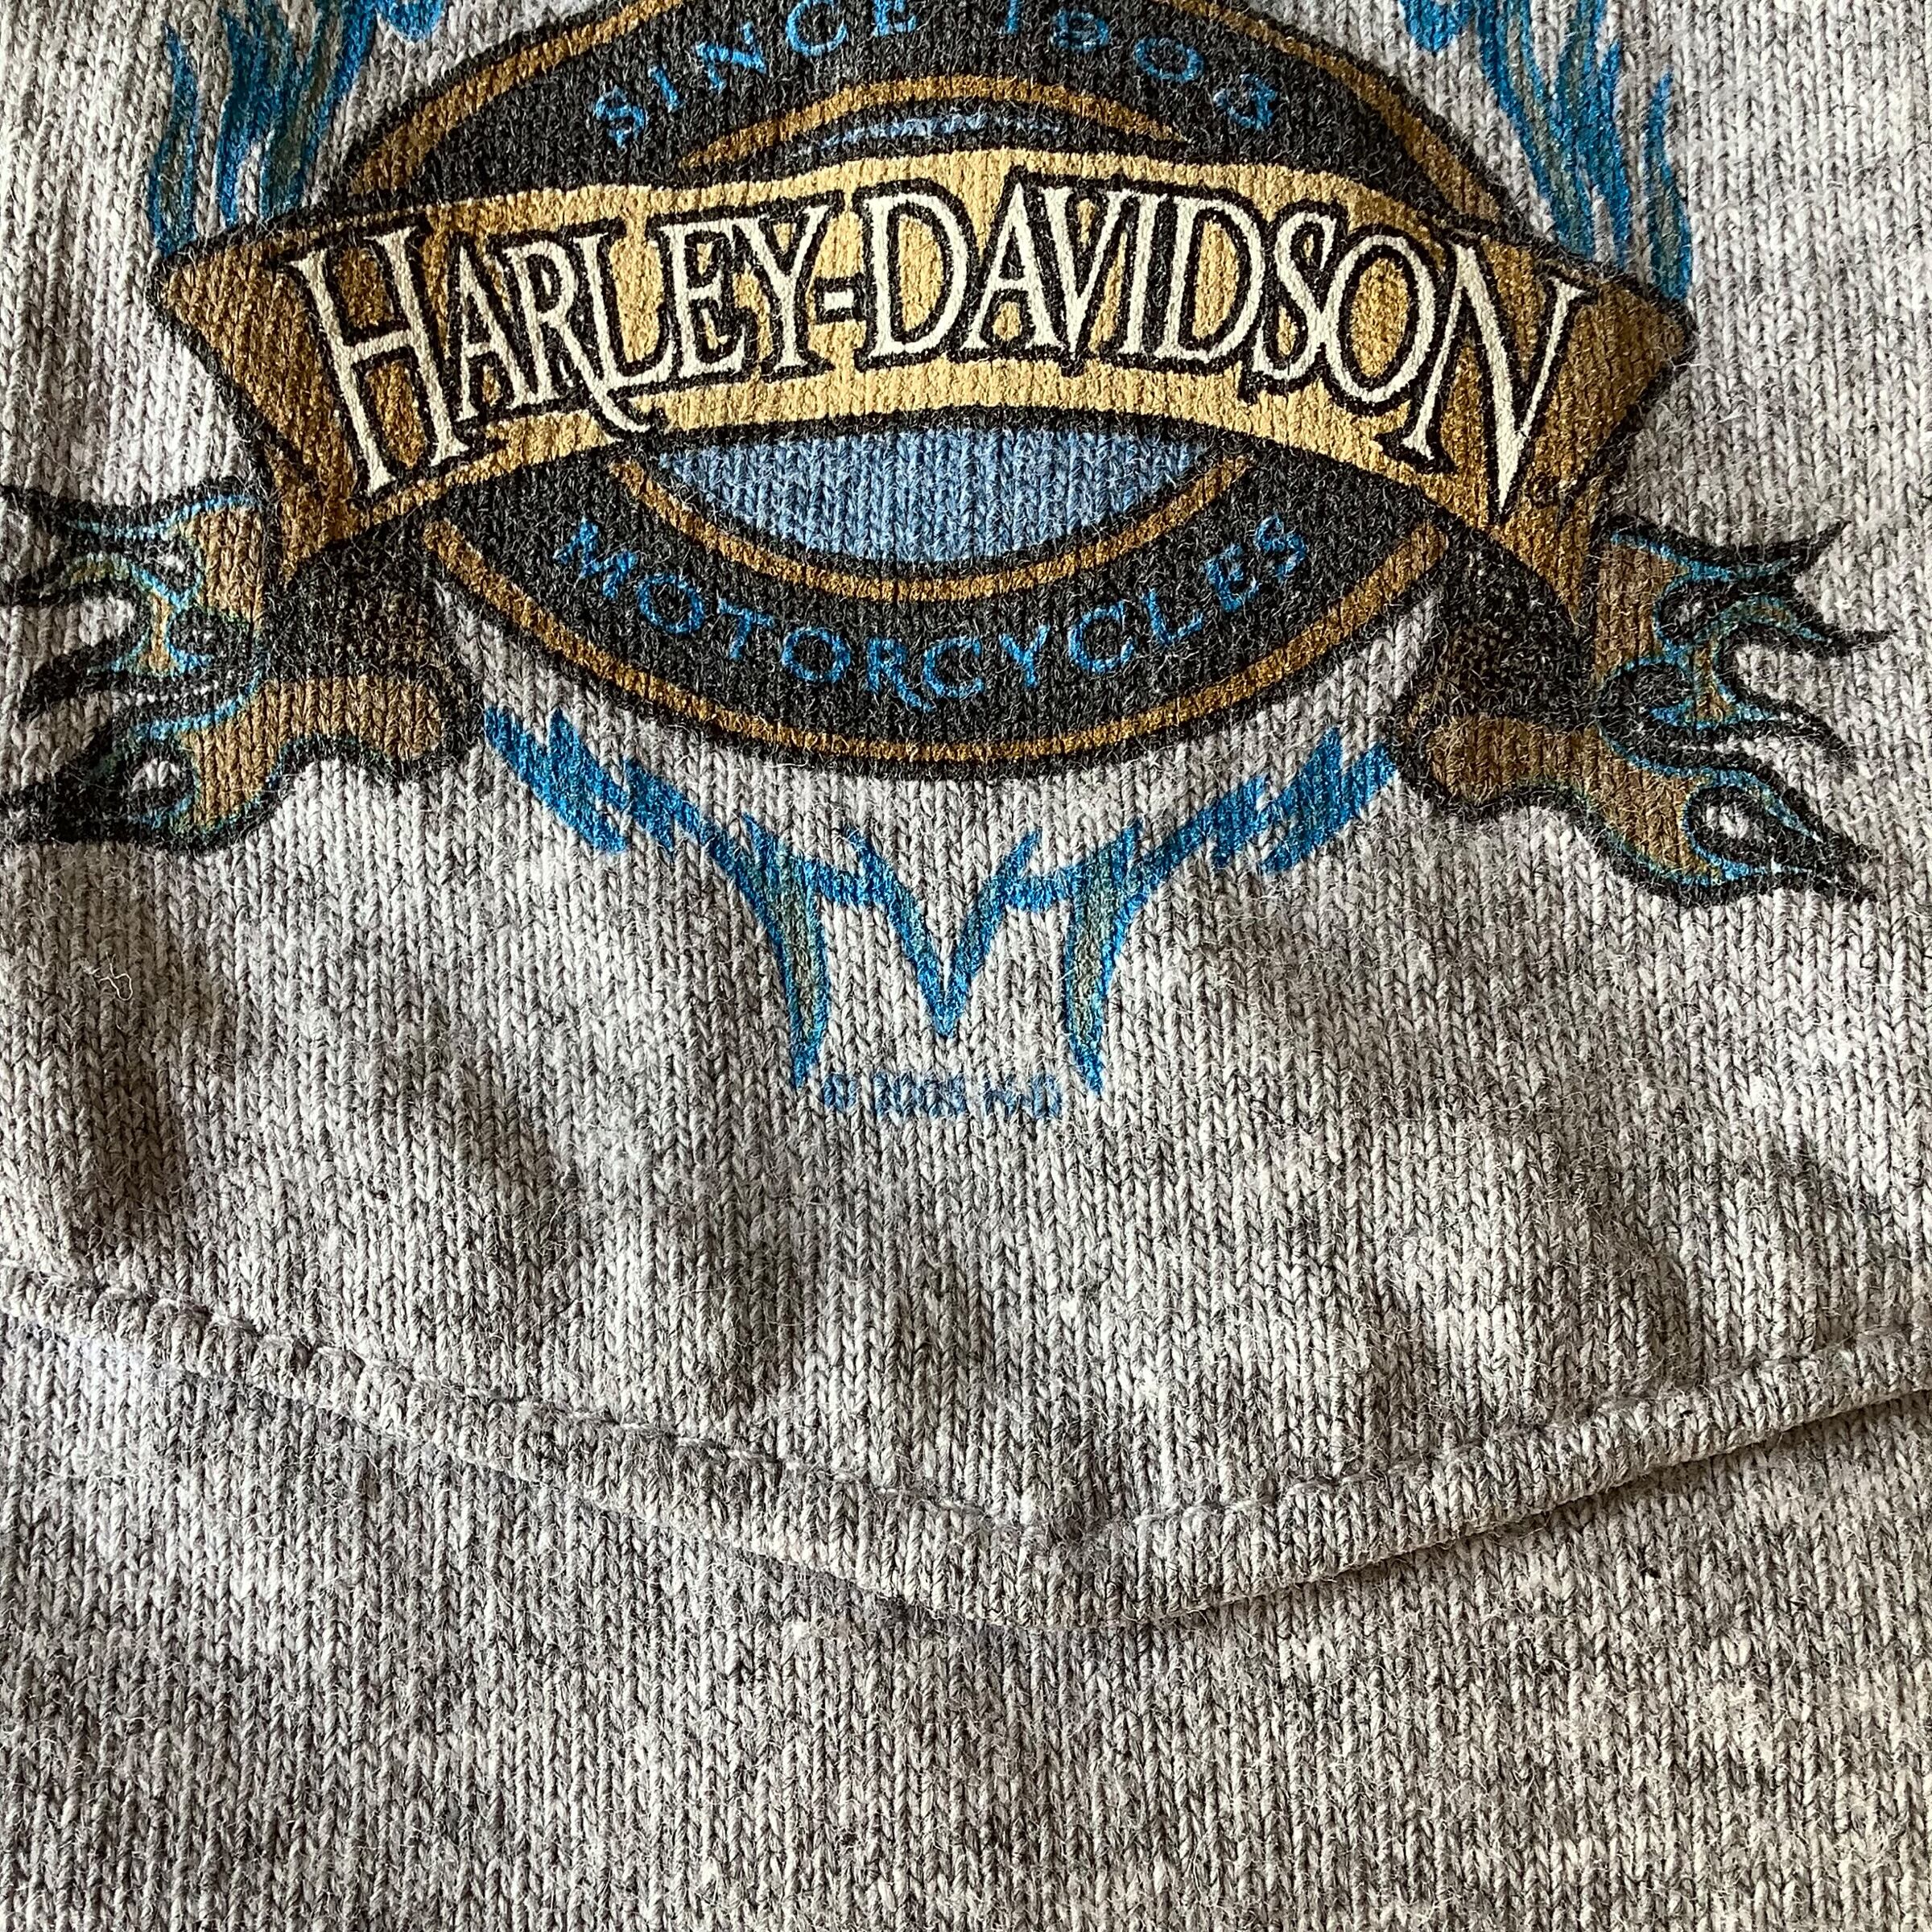 SINCE 1903
HARLEY-DAVIDSON
MOTORCYCLES
© H-D